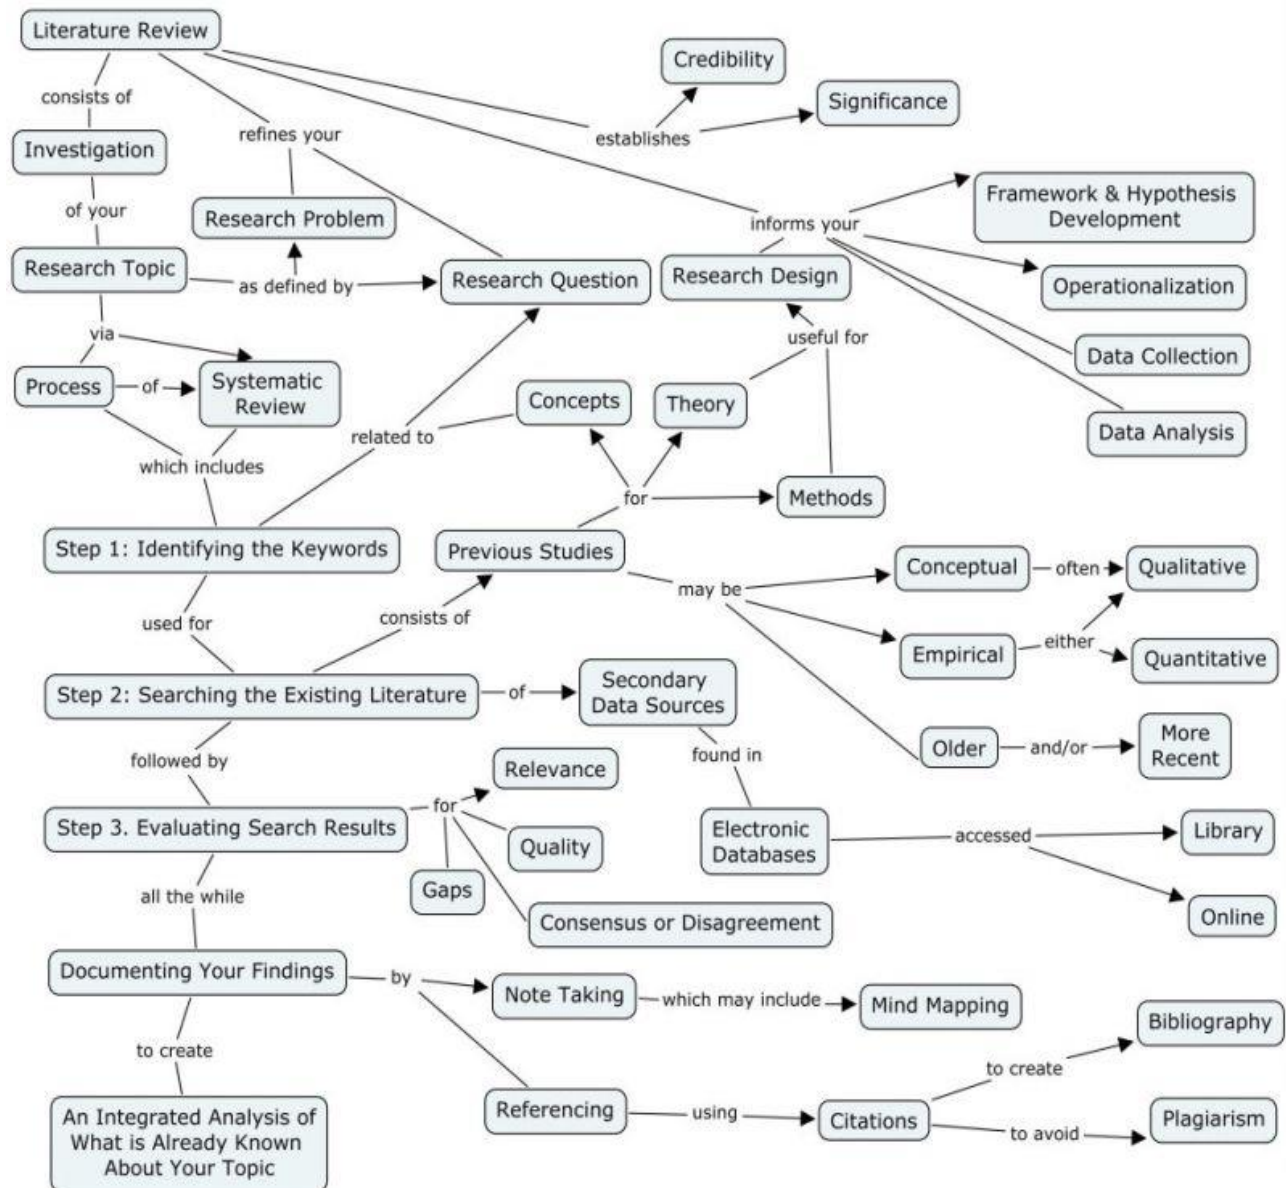 Literature Review
Credibility
Significance
consists of
refines your
establishes
Investigation
of your
Research Problem
informs your
Framework & Hypothesis
Development
Research Topic
as defined by
Research Question
Research Design
Operationalization
via
useful for
Data Collection
Process
of
Systematic
Review
Concepts
Theory
Data Analysis
related to
which includes
for
Methods
Step 1: Identifying the Keywords
Previous Studies
may be
Conceptual
often
Qualitative
used for
consists of
Empirical
either
Quantitative
Step 2: Searching the Existing Literature
of
Secondary
Data Sources
Older
and/or
More
Recent
followed by
found in
Relevance
Step 3. Evaluating Search Results
for
Quality
Gaps
Consensus or Disagreement
Electronic
Databases
accessed
Library
Online
all the while
Documenting Your Findings
by
Note Taking
which may include
Mind Mapping
Bibliography
to create
to create
Referencing
using
Citations
to avoid
Plagiarism
An Integrated Analysis of
What is Already Known
About Your Topic